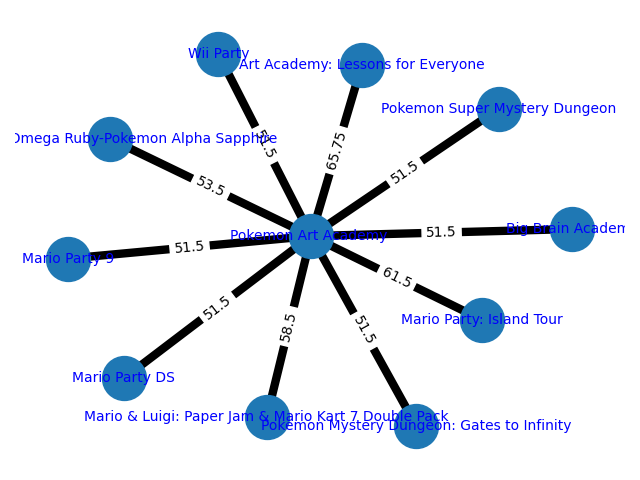 Wii Party
Art Academy: Lessons for Everyone
Pokemon Super Mystery Dungeon
Omega Ruby-Pokemon Alpha Sapphire
51.5
65.75
51.5
53.5
Pokemon Art Academy
51.5
Big Brain Academ
Mario Party 9
51.5
61.5
51.5
Mario Party: Island Tour
58.5
51.5
Mario Party DS
Mario & Luigi: Paper Jam & Mario Kart 7 Double Pack
Pokemon Mystery Dungeon: Gates to Infinity